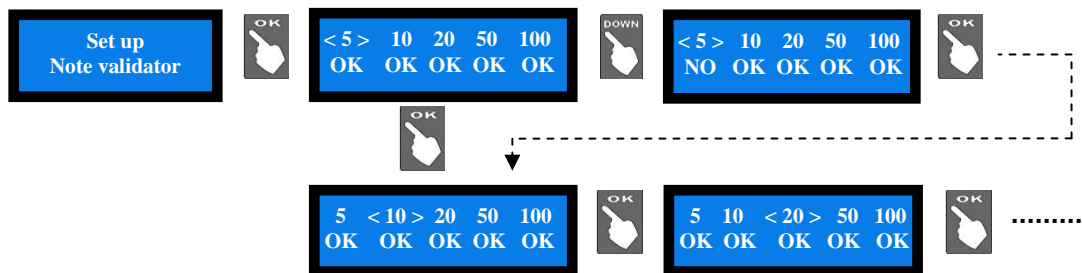 Set up
Note validator
OK
< 5 > 10 20 50 100
OK OK OK OK OK
DOWN
< 5 > 10 20 50 100
NO OK OK OK OK
OK
OK
5 < 10 > 20 50 100
OK OK OK OK OK
OK
5 10 < 20 > 50 100
OK OK OK OK OK
OK
.........